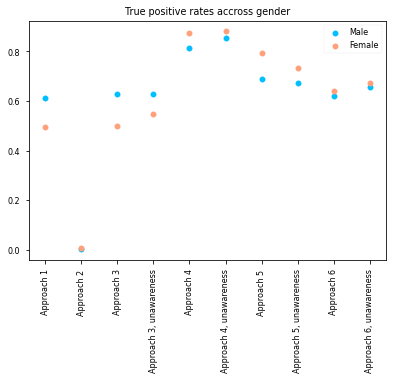 True positive rates accross gender
Male
Female
0.8
0.6
0.4
0.2
0.0
Approach 1
Approach 2
Approach 3
Approach 3, unawareness
Approach 4
Approach 4, unawareness
Approach 5
Approach 5, unawareness
Approach 6
Approach 6, unawareness